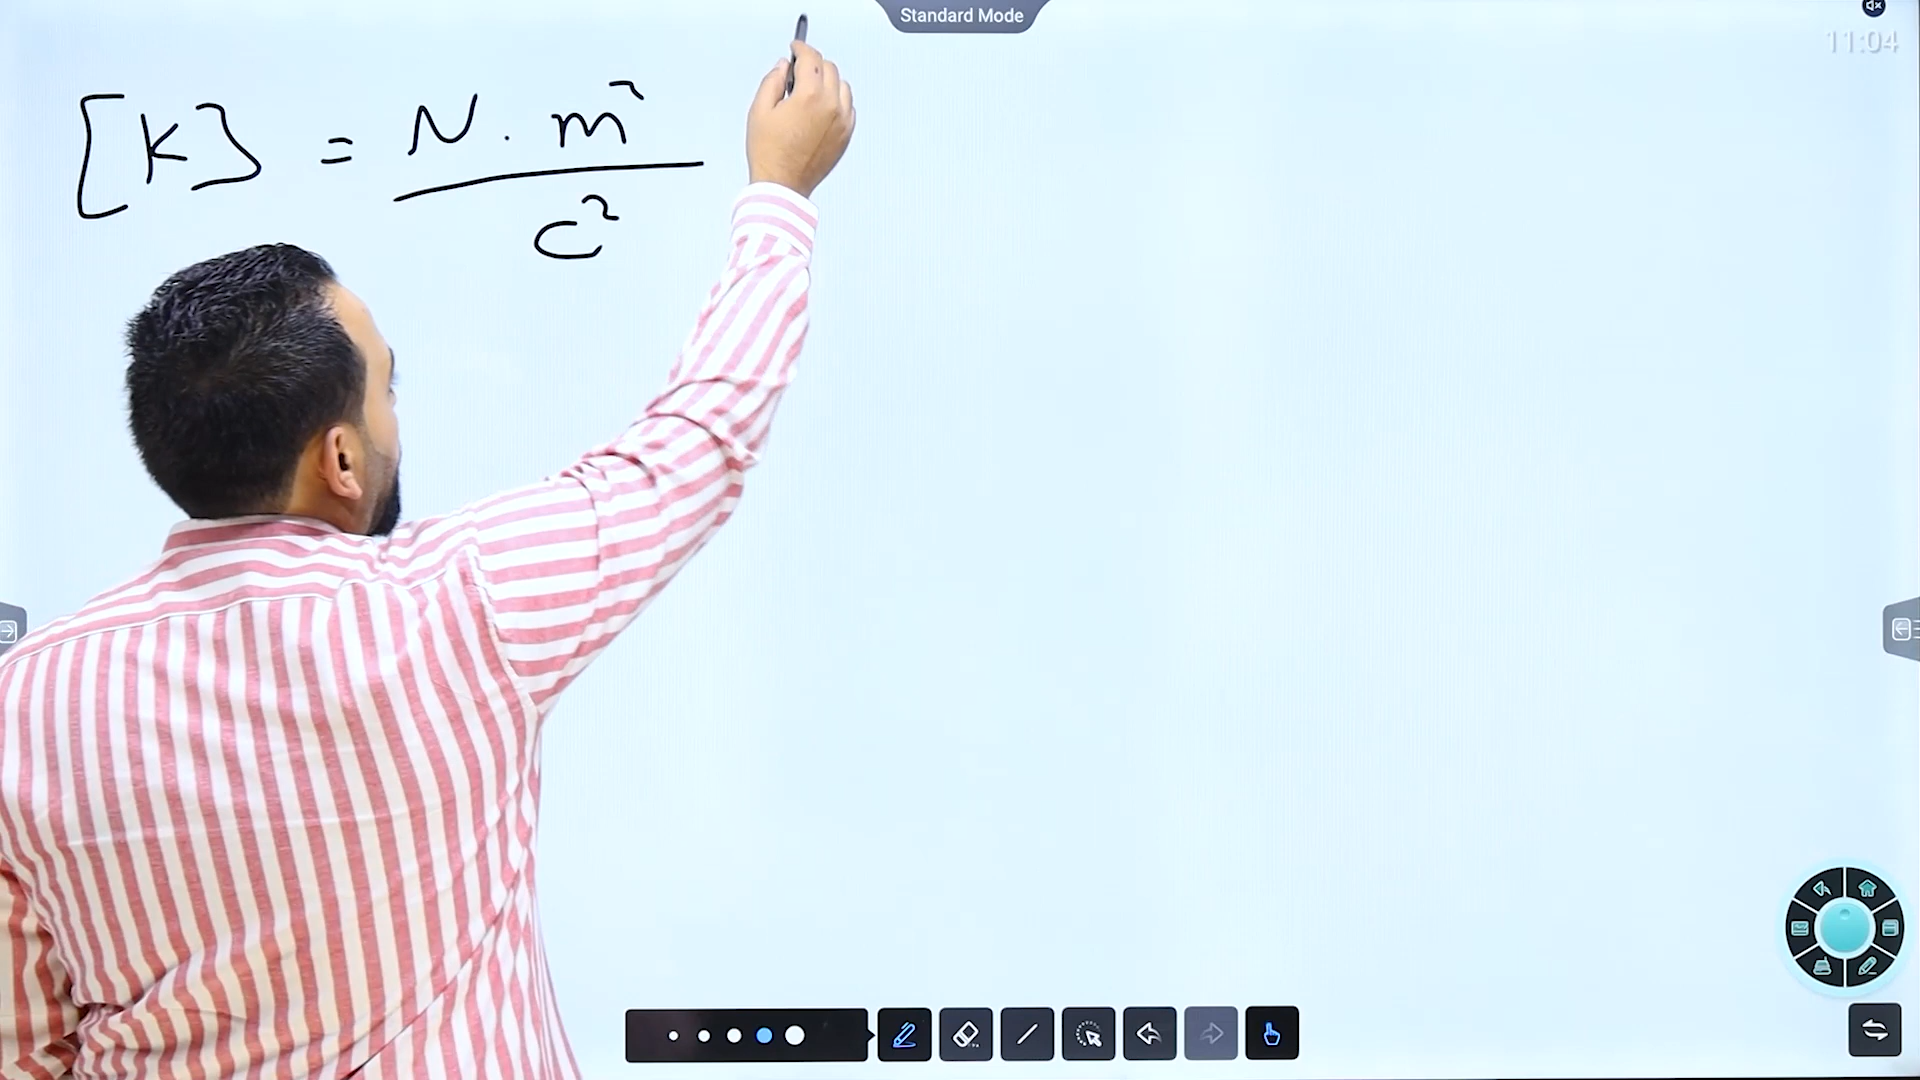 Standard Mode
11:04
[K] = N . m² / c²